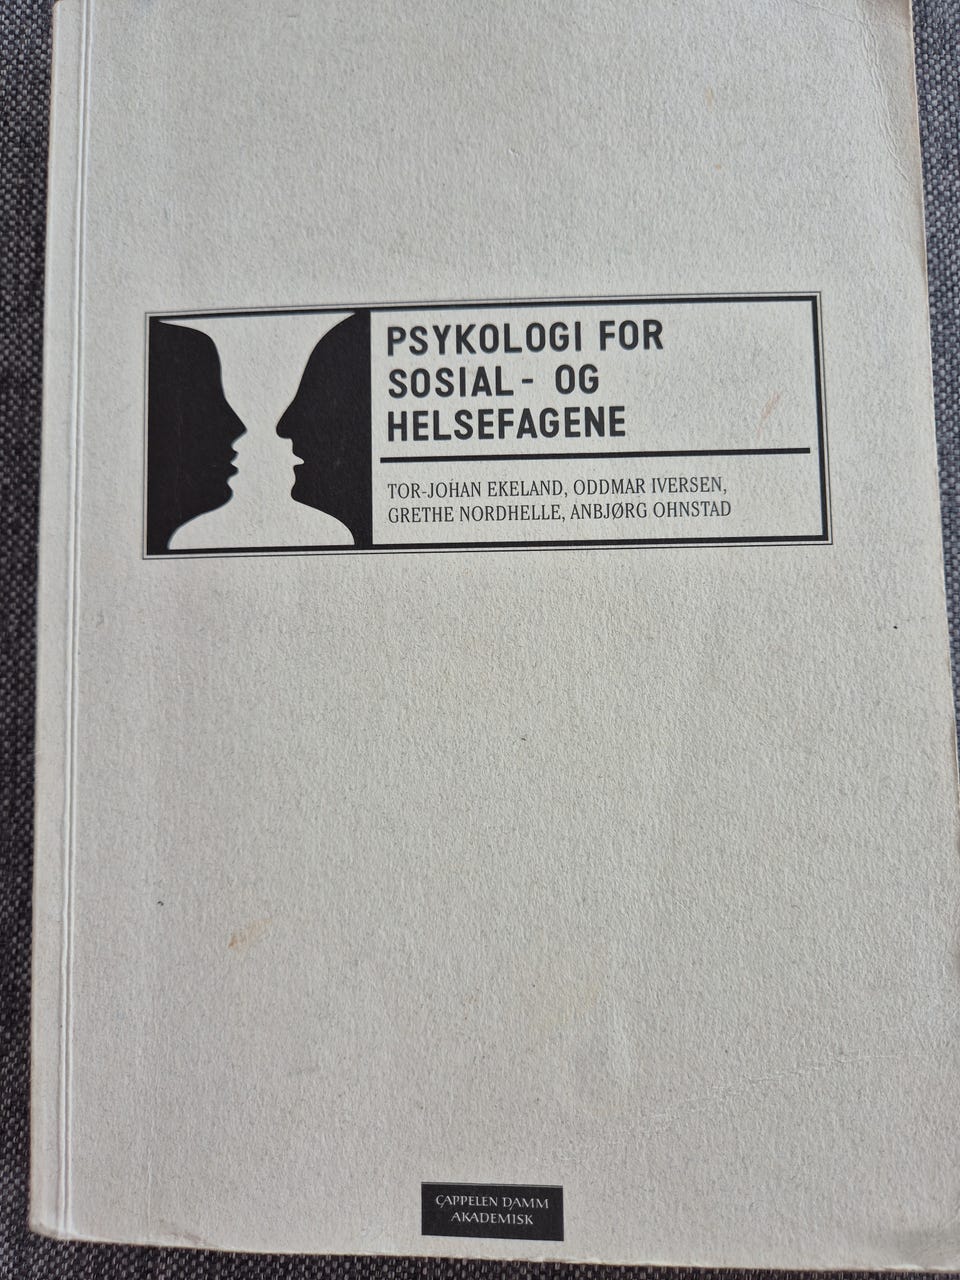 PSYKOLOGI FOR
SOSIAL- OG
HELSEFAGENE
TOR-JOHAN EKELAND, ODDMAR IVERSEN,
GRETHE NORDHELLE, ANBJØRG OHNSTAD
CAPPELEN DAMM
AKADEMISK